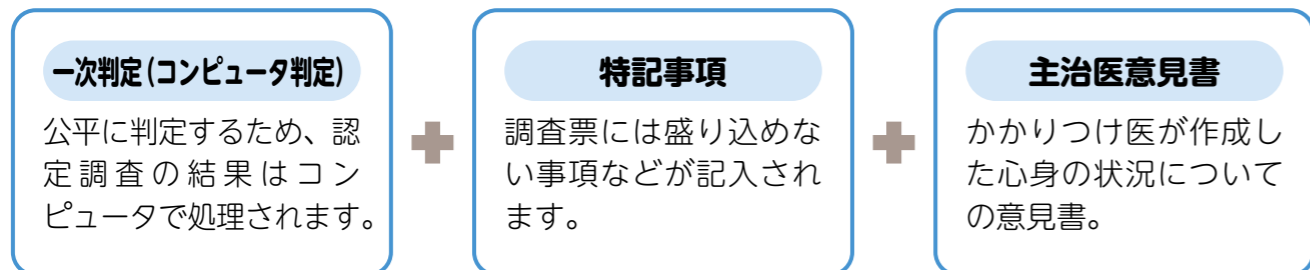 一次判定(コンピュータ判定)
公平に判定するため、認
定調査の結果はコン
ピュータで処理されます。
特記事項
調査票には盛り込めな
い事項などが記入され
ます。
主治医意見書
かかりつけ医が作成し
た心身の状況について
の意見書。